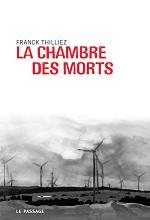 FRANCK THILLIEZ
LA CHAMBRE
DES MORTS
LE PASSAGE